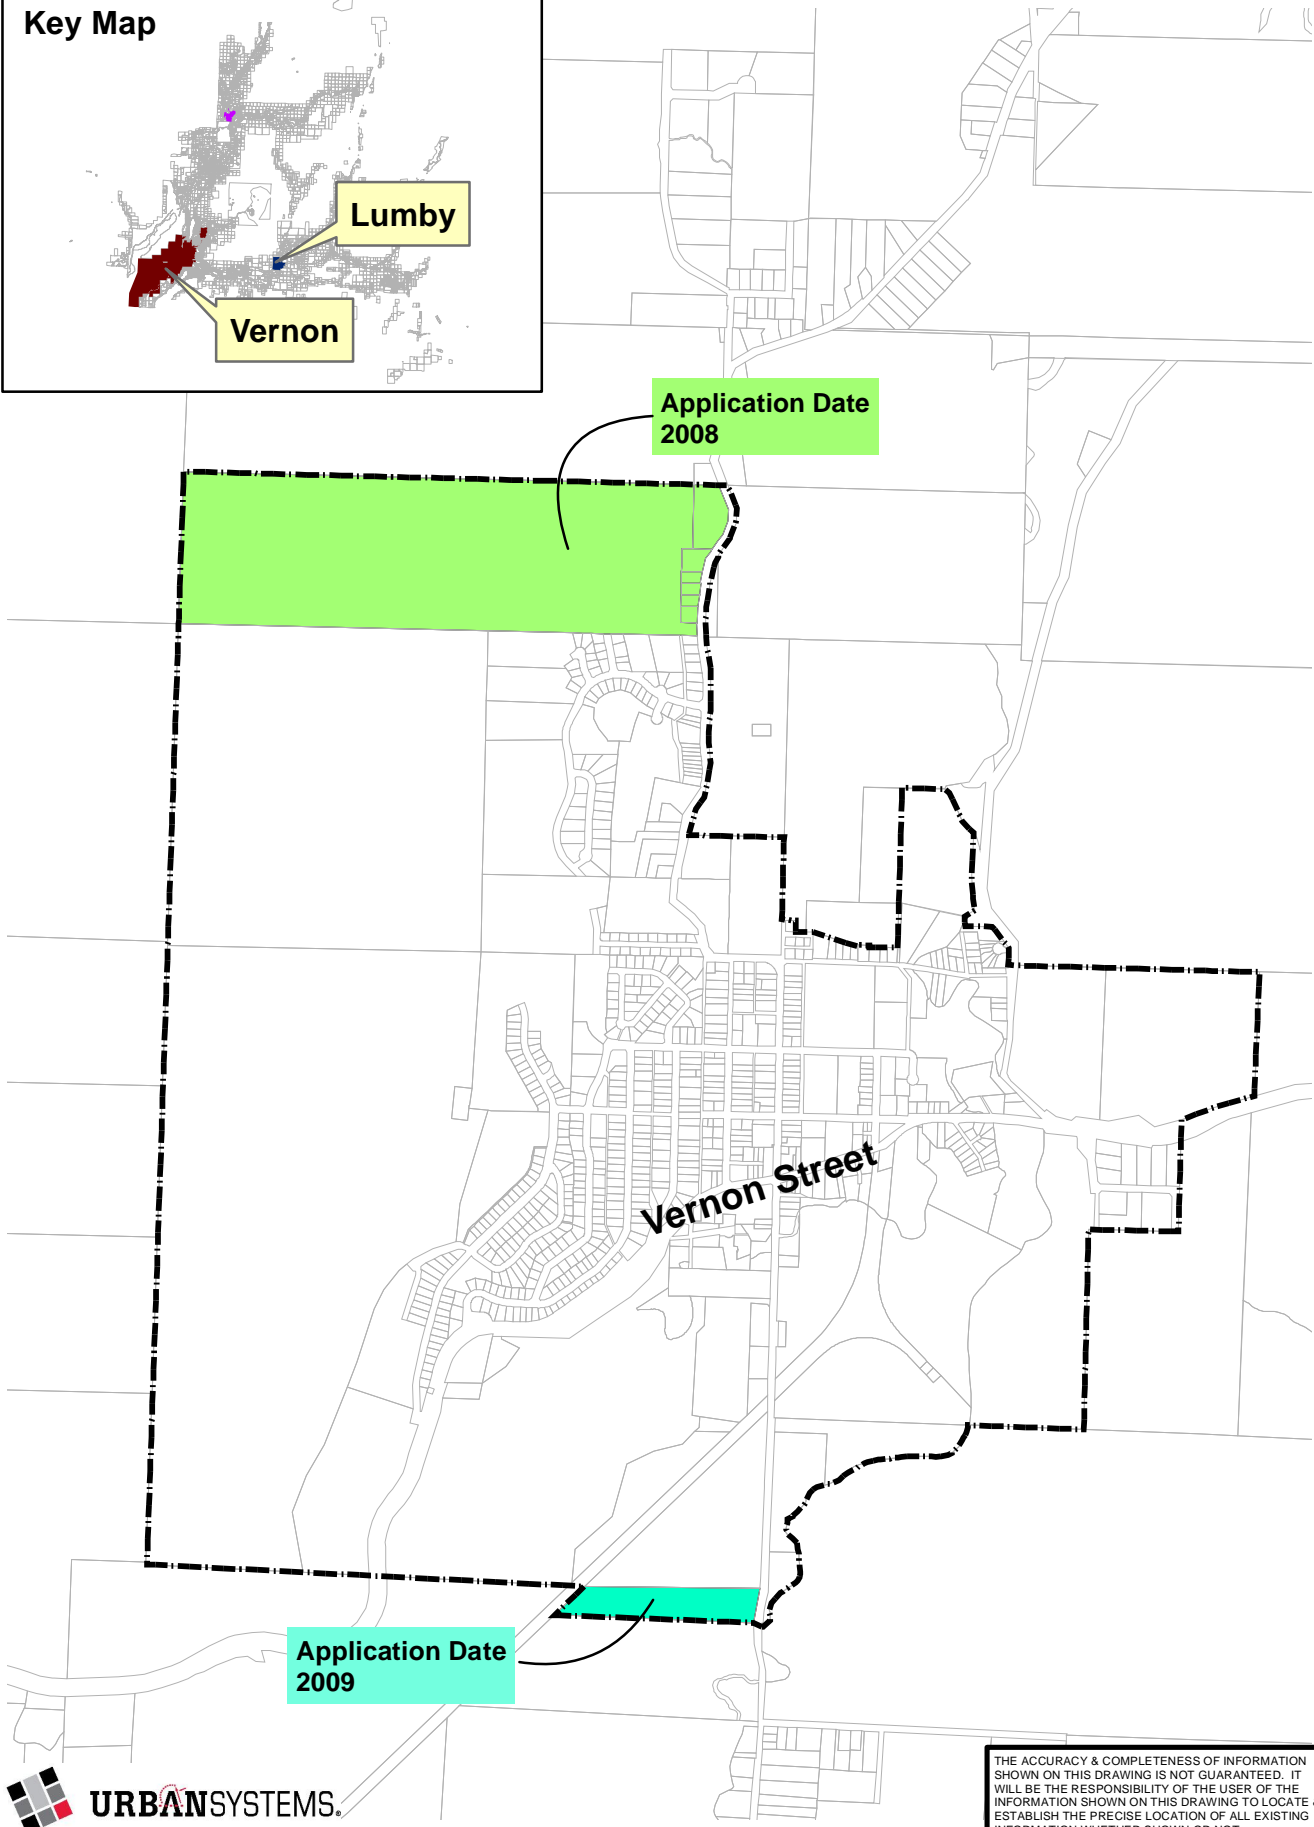 Key Map
Lumby
Vernon
Application Date
2008
Vernon Street
Application Date
2009
URBANSYSTEMS.
THE ACCURACY & COMPLETENESS OF INFORMATION
SHOWN ON THIS DRAWING IS NOT GUARANTEED. IT
WILL BE THE RESPONSIBILITY OF THE USER OF THE
INFORMATION SHOWN ON THIS DRAWING TO LOCATE &
ESTABLISH THE PRECISE LOCATION OF ALL EXISTING